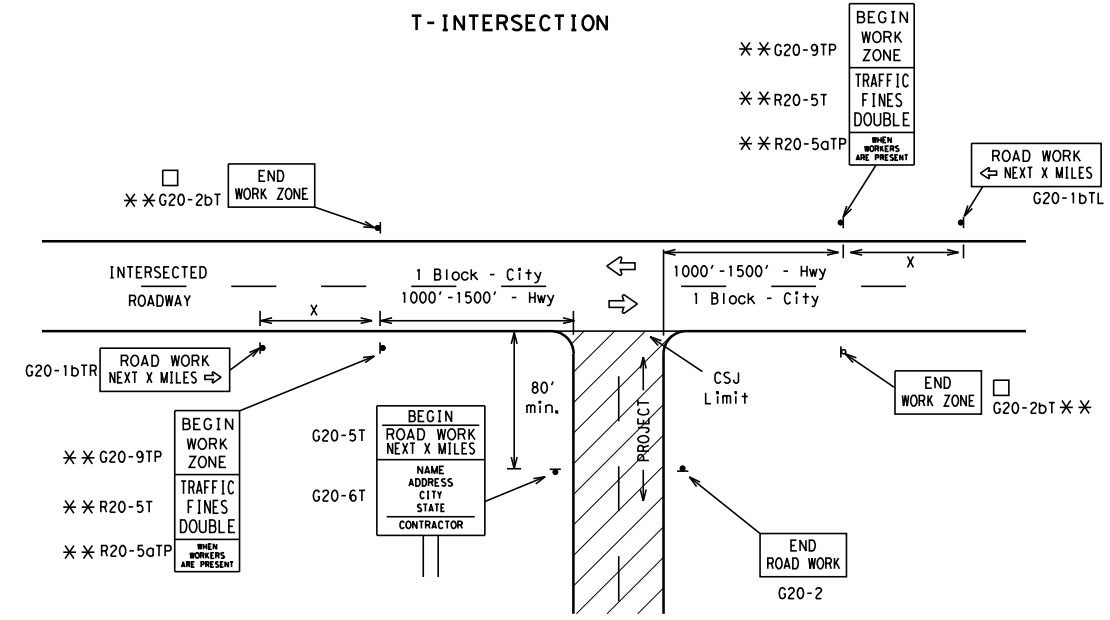 T-INTERSECTION
BEGIN
WORK
ZONE
✱✱G20-9TP
TRAFFIC
FINES
DOUBLE
✱✱R20-5T
WHEN
WORKERS
ARE PRESENT
✱✱R20-5aTP
ROAD WORK
⇦ NEXT X MILES
G20-1bTL
END
WORK ZONE
□
✱✱G20-2bT
INTERSECTED
ROADWAY
1 Block - City
1000'-1500' - Hwy
X
⇦
⇨
1000'-1500' - Hwy
1 Block - City
X
G20-1bTR
ROAD WORK
NEXT X MILES ⇨
80'
min.
CSJ
Limit
PROJECT
END
WORK ZONE
□
G20-2bT ✱✱
BEGIN
WORK
ZONE
✱✱G20-9TP
TRAFFIC
FINES
DOUBLE
✱✱R20-5T
WHEN
WORKERS
ARE PRESENT
✱✱R20-5aTP
G20-5T
BEGIN
ROAD WORK
NEXT X MILES
G20-6T
NAME
ADDRESS
CITY
STATE
CONTRACTOR
END
ROAD WORK
G20-2